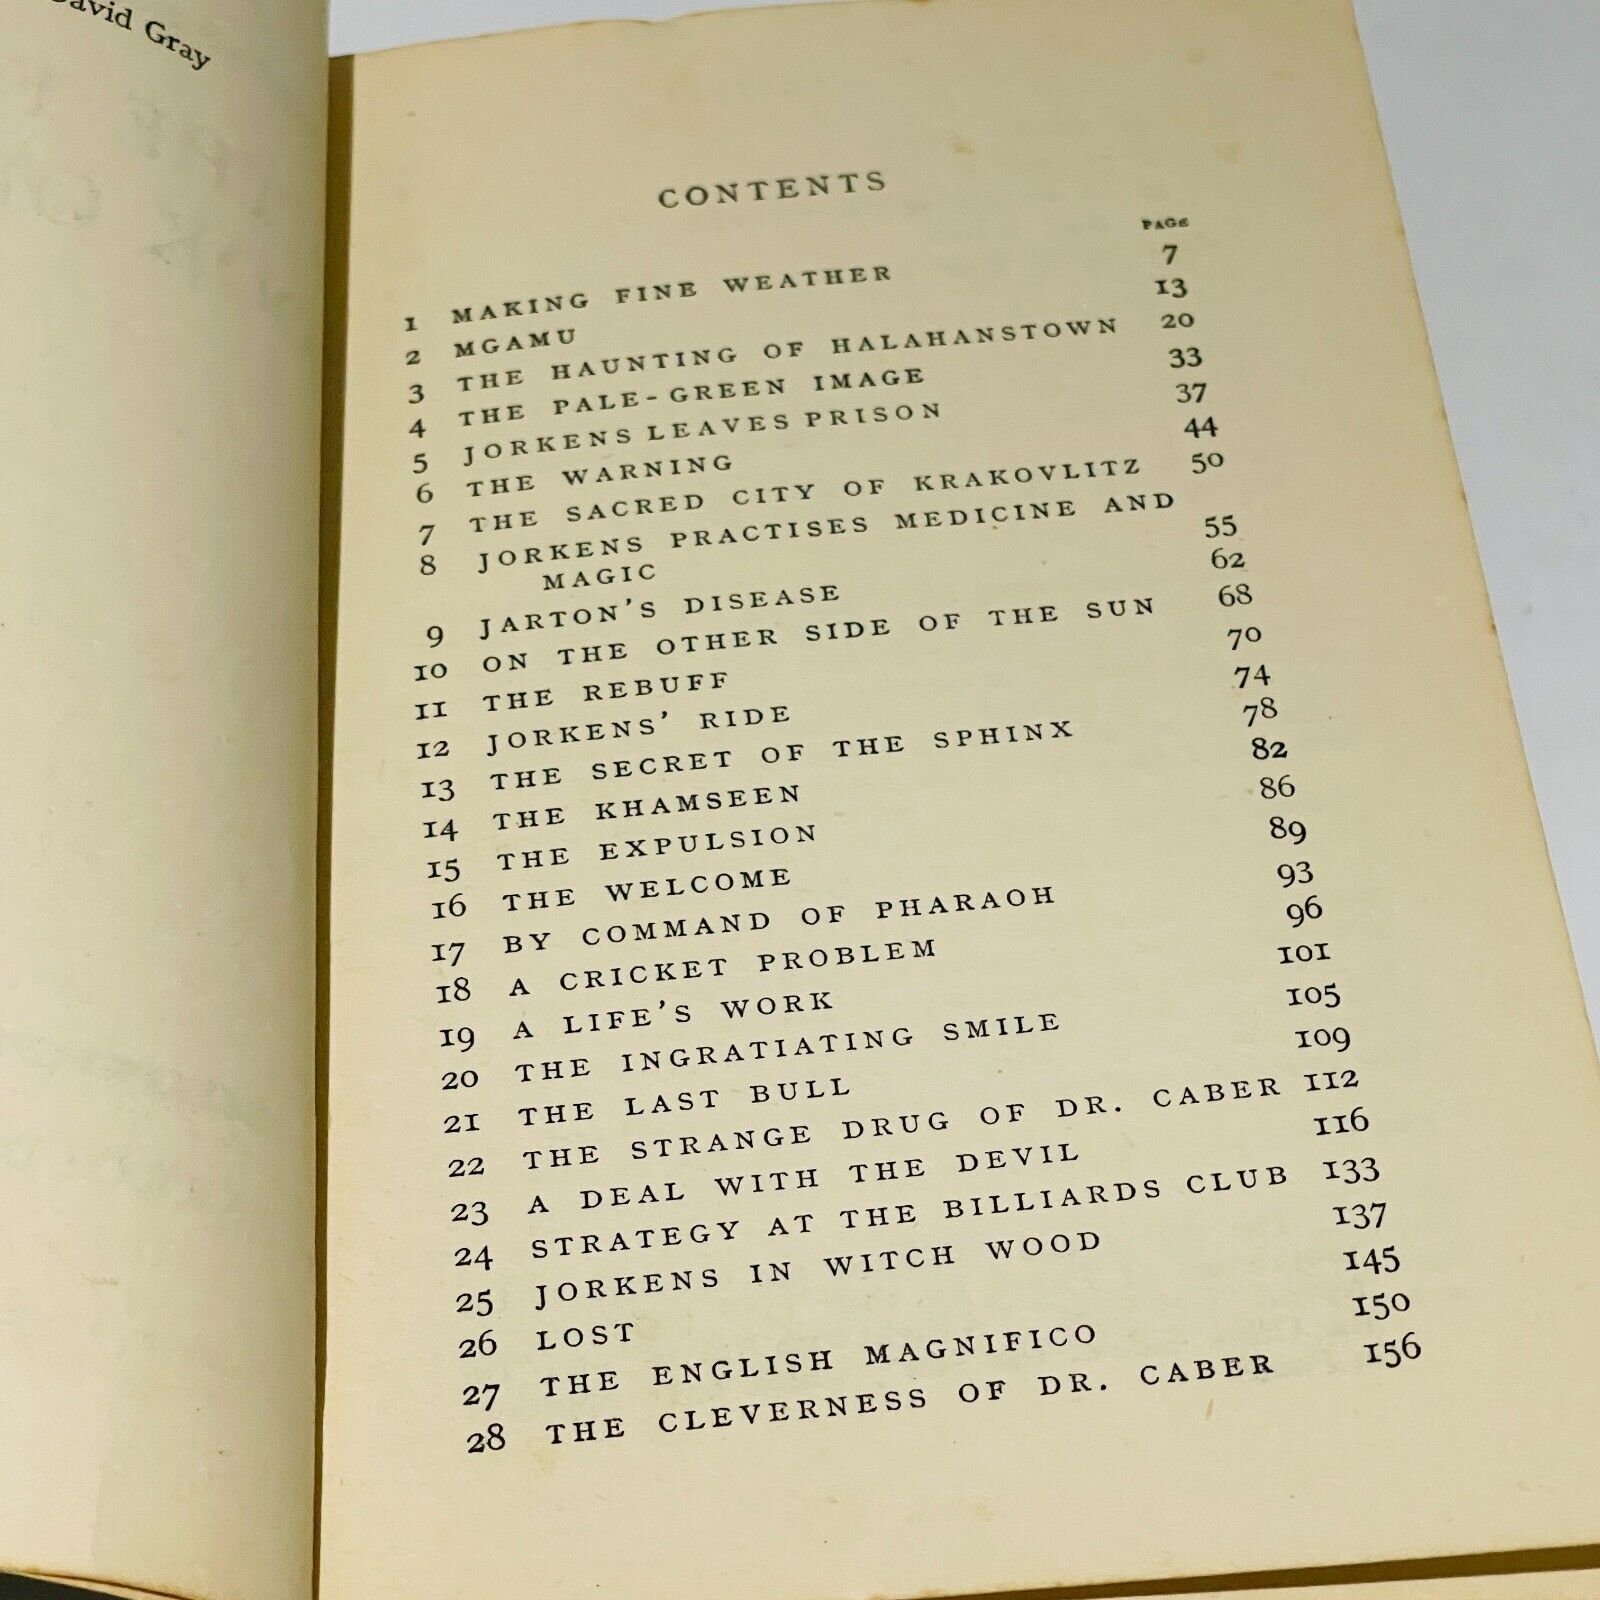 David Gray
CONTENTS
PAGE
1 MAKING FINE WEATHER 7
2 MGAMU 13
3 THE HAUNTING OF HALAHANSTOWN 20
4 THE PALE-GREEN IMAGE 33
5 JORKENS LEAVES PRISON 37
6 THE WARNING 44
7 THE SACRED CITY OF KRAKOVLITZ 50
8 JORKENS PRACTISES MEDICINE AND
MAGIC 55
9 JARTON'S DISEASE 62
10 ON THE OTHER SIDE OF THE SUN 68
11 THE REBUFF 70
12 JORKENS' RIDE 74
13 THE SECRET OF THE SPHINX 78
14 THE KHAMSEEN 82
15 THE EXPULSION 86
16 THE WELCOME 89
17 BY COMMAND OF PHARAOH 93
18 A CRICKET PROBLEM 96
19 A LIFE'S WORK 101
20 THE INGRATIATING SMILE 105
21 THE LAST BULL 109
22 THE STRANGE DRUG OF DR. CABER 112
23 A DEAL WITH THE DEVIL 116
24 STRATEGY AT THE BILLIARDS CLUB 133
25 JORKENS IN WITCH WOOD 137
26 LOST 145
27 THE ENGLISH MAGNIFICO 150
28 THE CLEVERNESS OF DR. CABER 156